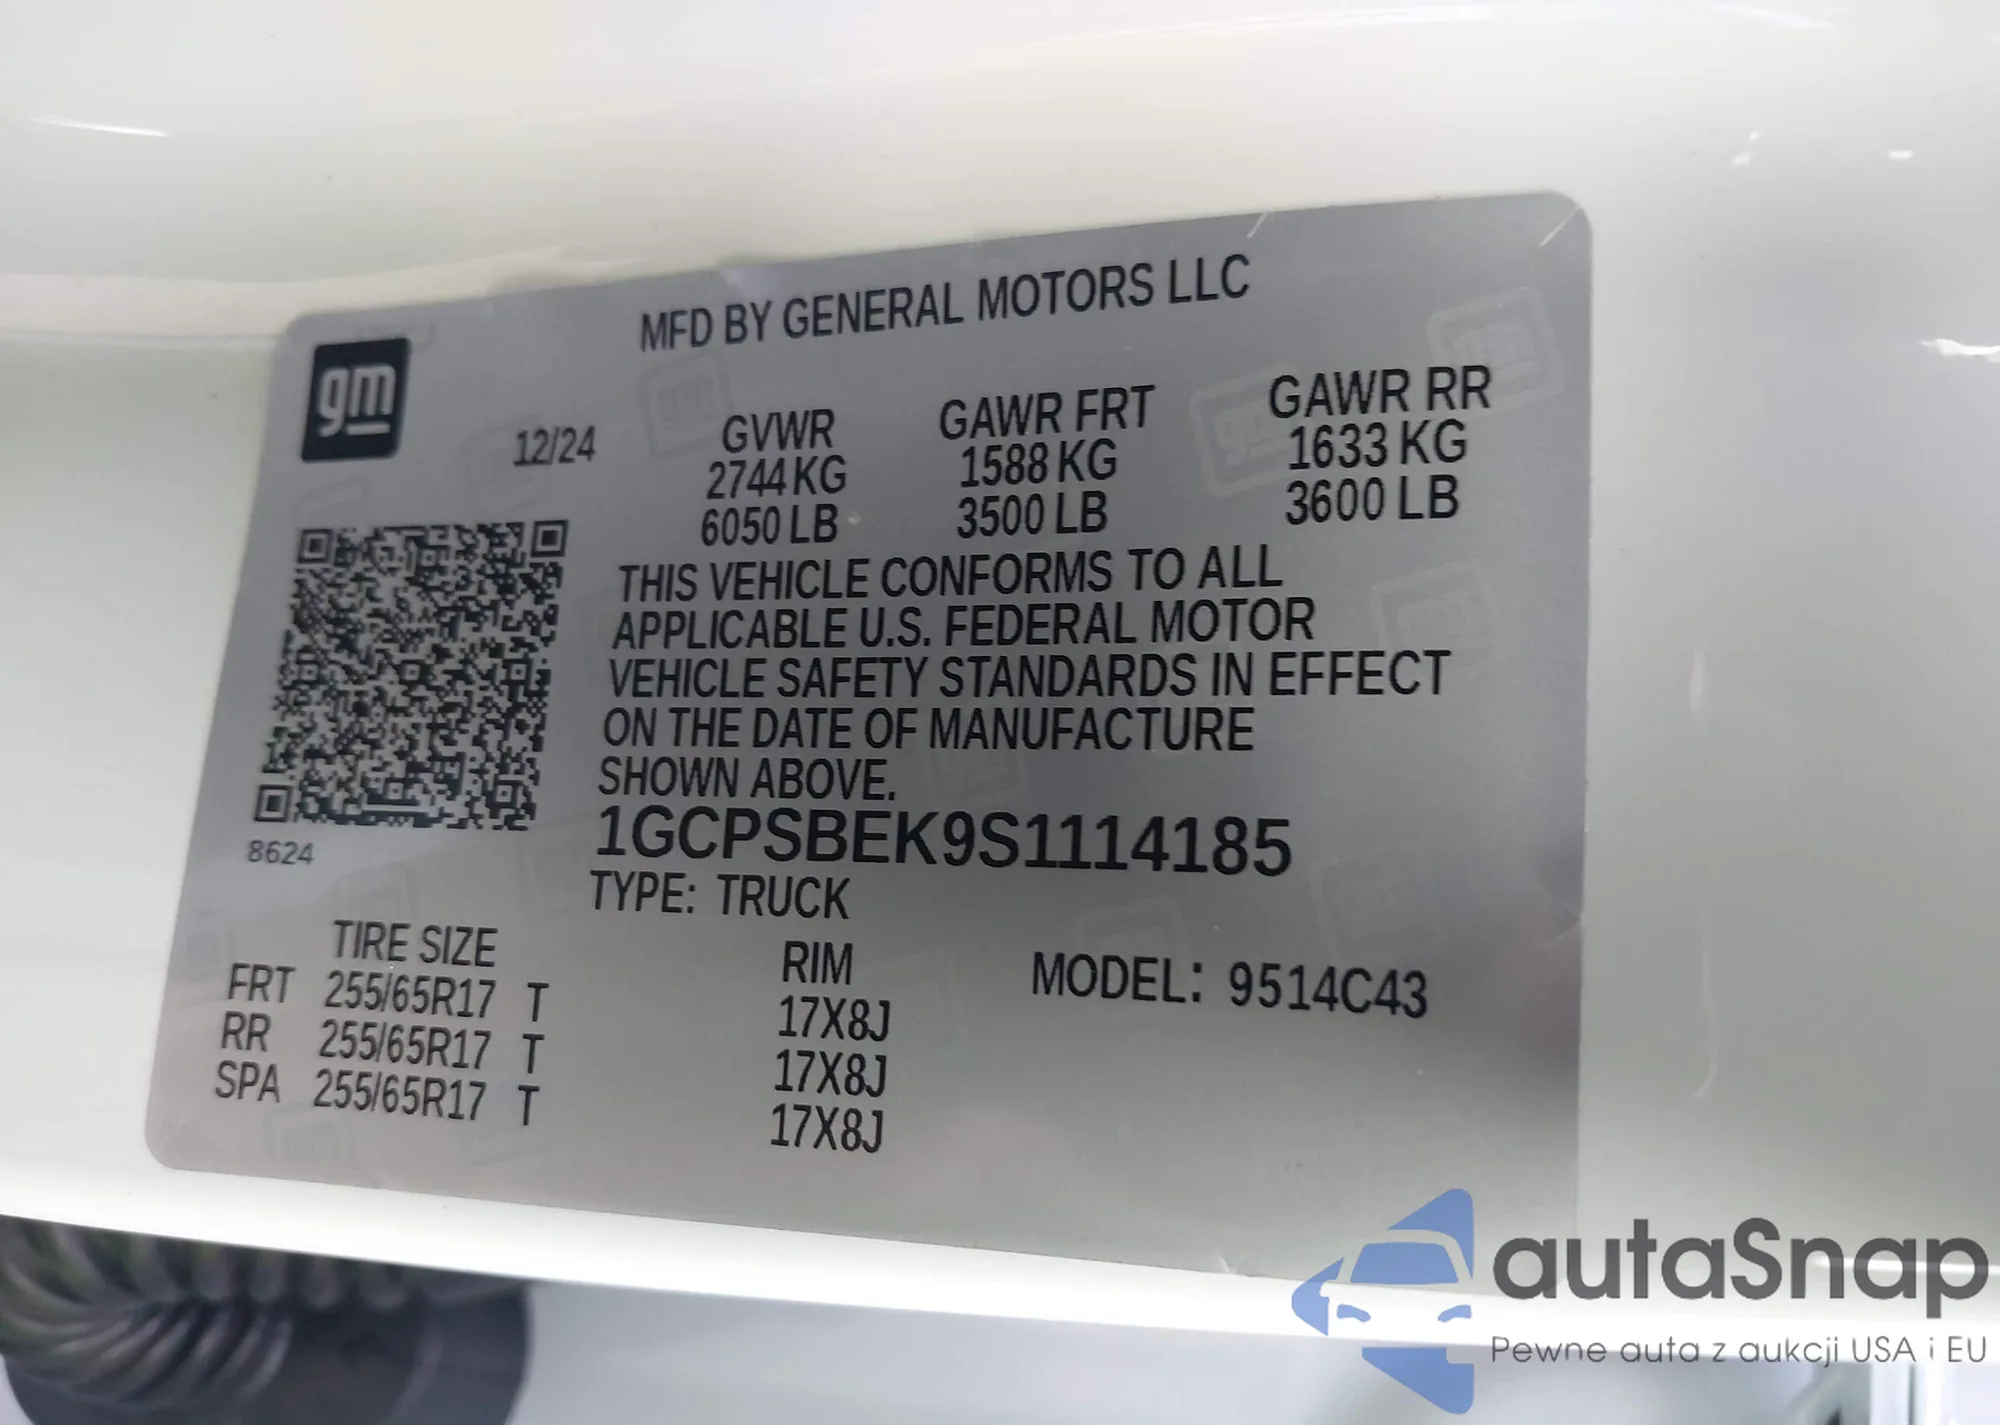 MFD BY GENERAL MOTORS LLC
gm
12/24
GVWR GAWR FRT GAWR RR
2744KG 1588 KG 1633 KG
6050 LB 3500 LB 3600 LB
THIS VEHICLE CONFORMS TO ALL
APPLICABLE U.S. FEDERAL MOTOR
VEHICLE SAFETY STANDARDS IN EFFECT
ON THE DATE OF MANUFACTURE
SHOWN ABOVE.
1GCPSBEK9S1114185
TYPE: TRUCK
8624
TIRE SIZE RIM MODEL: 9514C43
FRT 255/65R17 T 17X8J
RR 255/65R17 T 17X8J
SPA 255/65R17 T 17X8J
autaSnap
Pewne auta z aukcji USA i EU